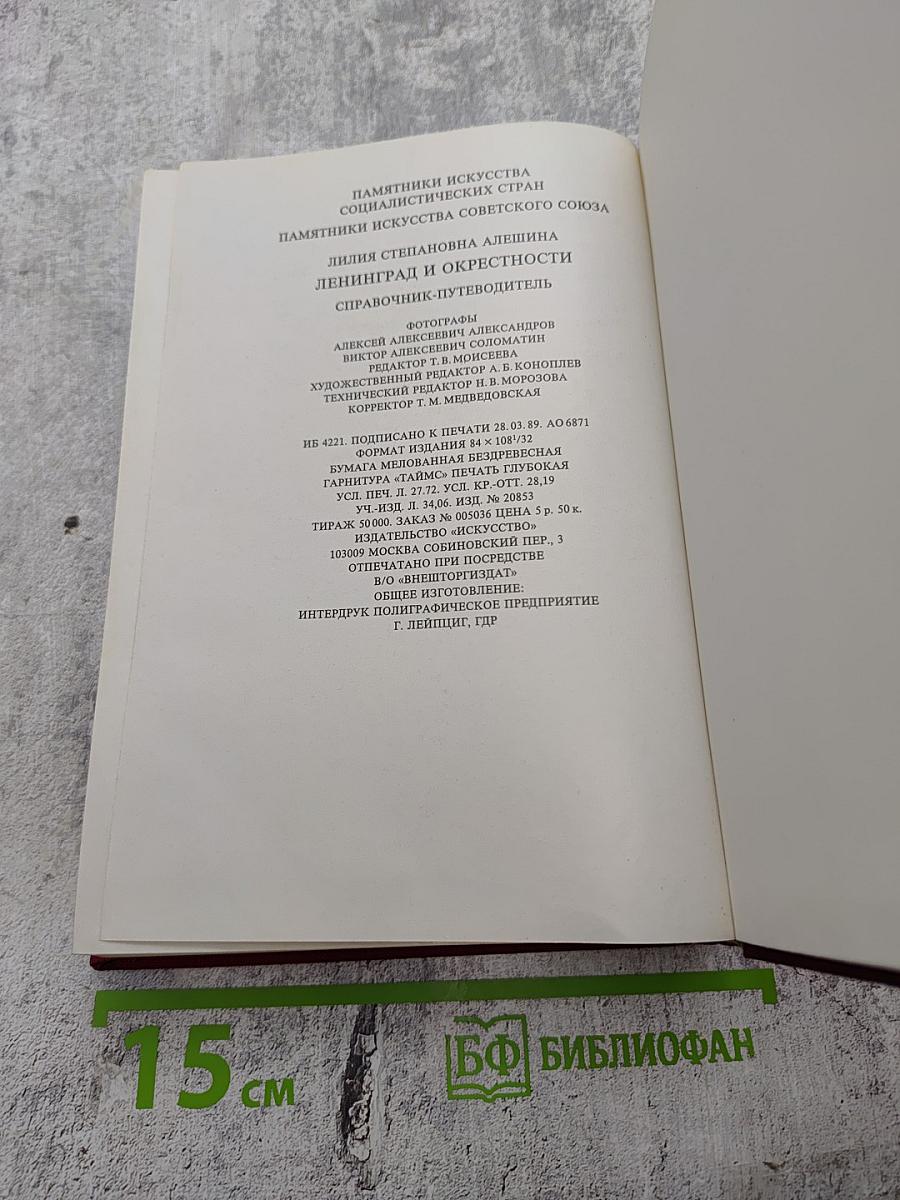 ПАМЯТНИКИ ИСКУССТВА
СОЦИАЛИСТИЧЕСКИХ СТРАН
ПАМЯТНИКИ ИСКУССТВА СОВЕТСКОГО СОЮЗА
ЛИЛИЯ СТЕПАНОВНА АЛЕШИНА
ЛЕНИНГРАД И ОКРЕСТНОСТИ
СПРАВОЧНИК-ПУТЕВОДИТЕЛЬ
ФОТОГРАФЫ
АЛЕКСЕЙ АЛЕКСЕЕВИЧ АЛЕКСАНДРОВ
ВИКТОР АЛЕКСЕЕВИЧ СОЛОМАТИН
РЕДАКТОР Т. В. МОИСЕЕВА
ХУДОЖЕСТВЕННЫЙ РЕДАКТОР А. Б. КОНОПЛЕВ
ТЕХНИЧЕСКИЙ РЕДАКТОР Н. В. МОРОЗОВА
КОРРЕКТОР Т. М. МЕДВЕДОВСКАЯ
ИБ 4221. ПОДПИСАНО К ПЕЧАТИ 28.03.89. АО 6871
ФОРМАТ ИЗДАНИЯ 84 × 108¹/32
БУМАГА МЕЛОВАННАЯ БЕЗДРЕВЕСНАЯ
ГАРНИТУРА «ТАЙМС» ПЕЧАТЬ ГЛУБОКАЯ
УСЛ. ПЕЧ. Л. 27.72. УСЛ. КР.-ОТТ. 28,19
УЧ.-ИЗД. Л. 34,06. ИЗД. № 20853
ТИРАЖ 50 000. ЗАКАЗ № 005036 ЦЕНА 5 р. 50 к.
ИЗДАТЕЛЬСТВО «ИСКУССТВО»
103009 МОСКВА СОБИНОВСКИЙ ПЕР., 3
ОТПЕЧАТАНО ПРИ ПОСРЕДСТВЕ
В/О «ВНЕШТОРГИЗДАТ»
ОБЩЕЕ ИЗГОТОВЛЕНИЕ:
ИНТЕРДРУК ПОЛИГРАФИЧЕСКОЕ ПРЕДПРИЯТИЕ
Г. ЛЕЙПЦИГ, ГДР
15 см
БФ БИБЛИОФАН